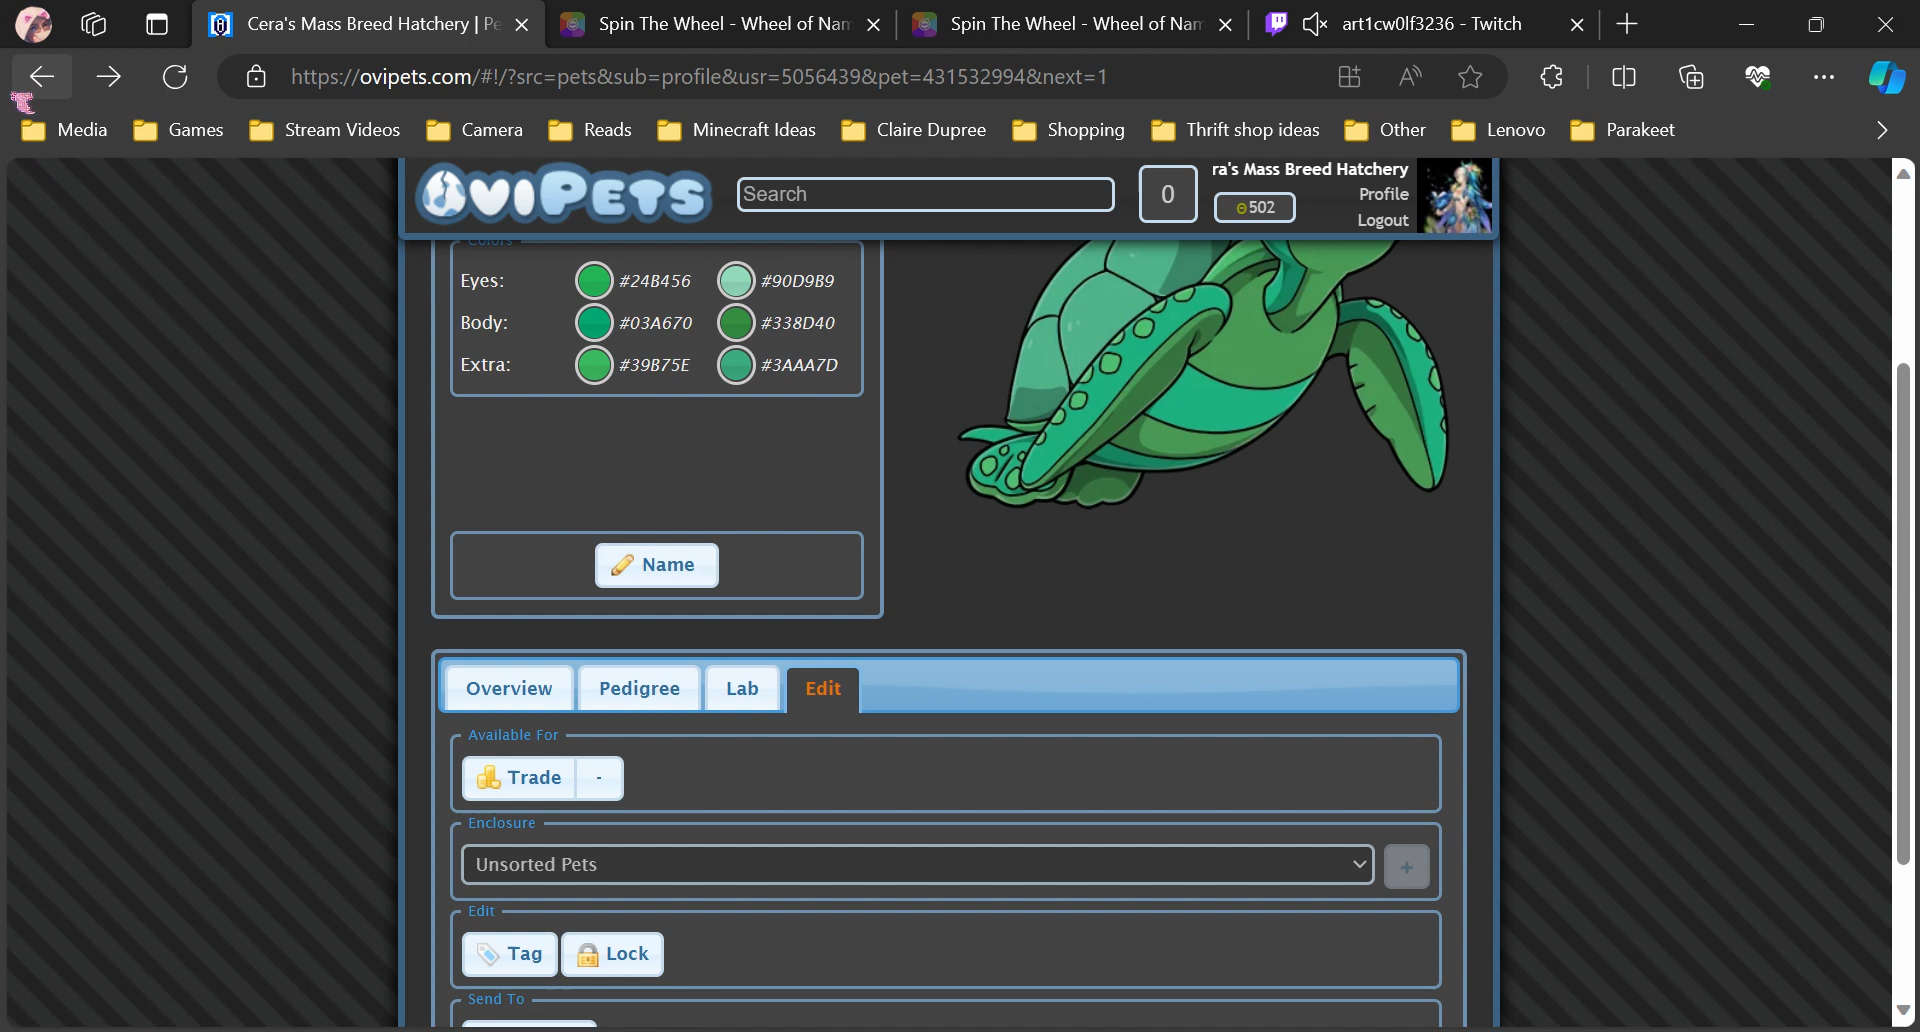 Cera's Mass Breed Hatchery | Pe
Spin The Wheel - Wheel of Nam
Spin The Wheel - Wheel of Nam
art1cw0lf3236 - Twitch
https://ovipets.com/#!/?src=pets&sub=profile&usr=5056439&pet=431532994&next=1
Media
Games
Stream Videos
Camera
Reads
Minecraft Ideas
Claire Dupree
Shopping
Thrift shop ideas
Other
Lenovo
Parakeet
OviPets
Search
0
ra's Mass Breed Hatchery
502
Profile
Logout
Colors
Eyes: #24B456 #90D9B9
Body: #03A670 #338D40
Extra: #39B75E #3AAA7D
Name
Overview
Pedigree
Lab
Edit
Available For
Trade -
Enclosure
Unsorted Pets
+
Edit
Tag
Lock
Send To